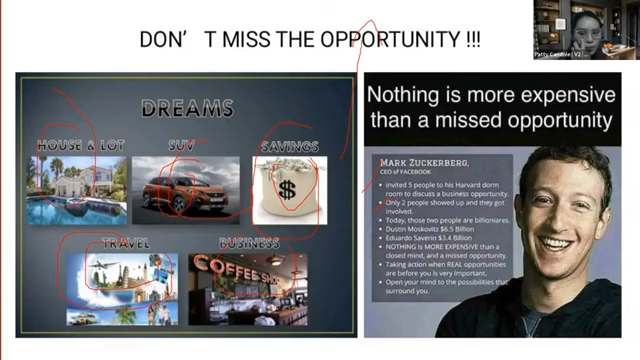 DON'T MISS THE OPPORTUNITY !!!
DREAMS
HOUSE & LOT
SUV
SAVINGS
$
TRAVEL
BUSINESS
COFFEE SHOP
Nothing is more expensive
than a missed opportunity
MARK ZUCKERBERG,
CEO of FACEBOOK
• invited 5 people to his Harvard dorm
room to discuss a business opportunity.
• Only 2 people showed up and they got
involved.
• Today, those two people are billionaires.
• Dustin Moskovitz $6.5 Billion
• Eduardo Saverin $3.4 Billion
• NOTHING is MORE EXPENSIVE than a
closed mind, and a missed opportunity.
• Taking action when REAL opportunities
are before you is very important.
• Open your mind to the possibilities that
surround you.